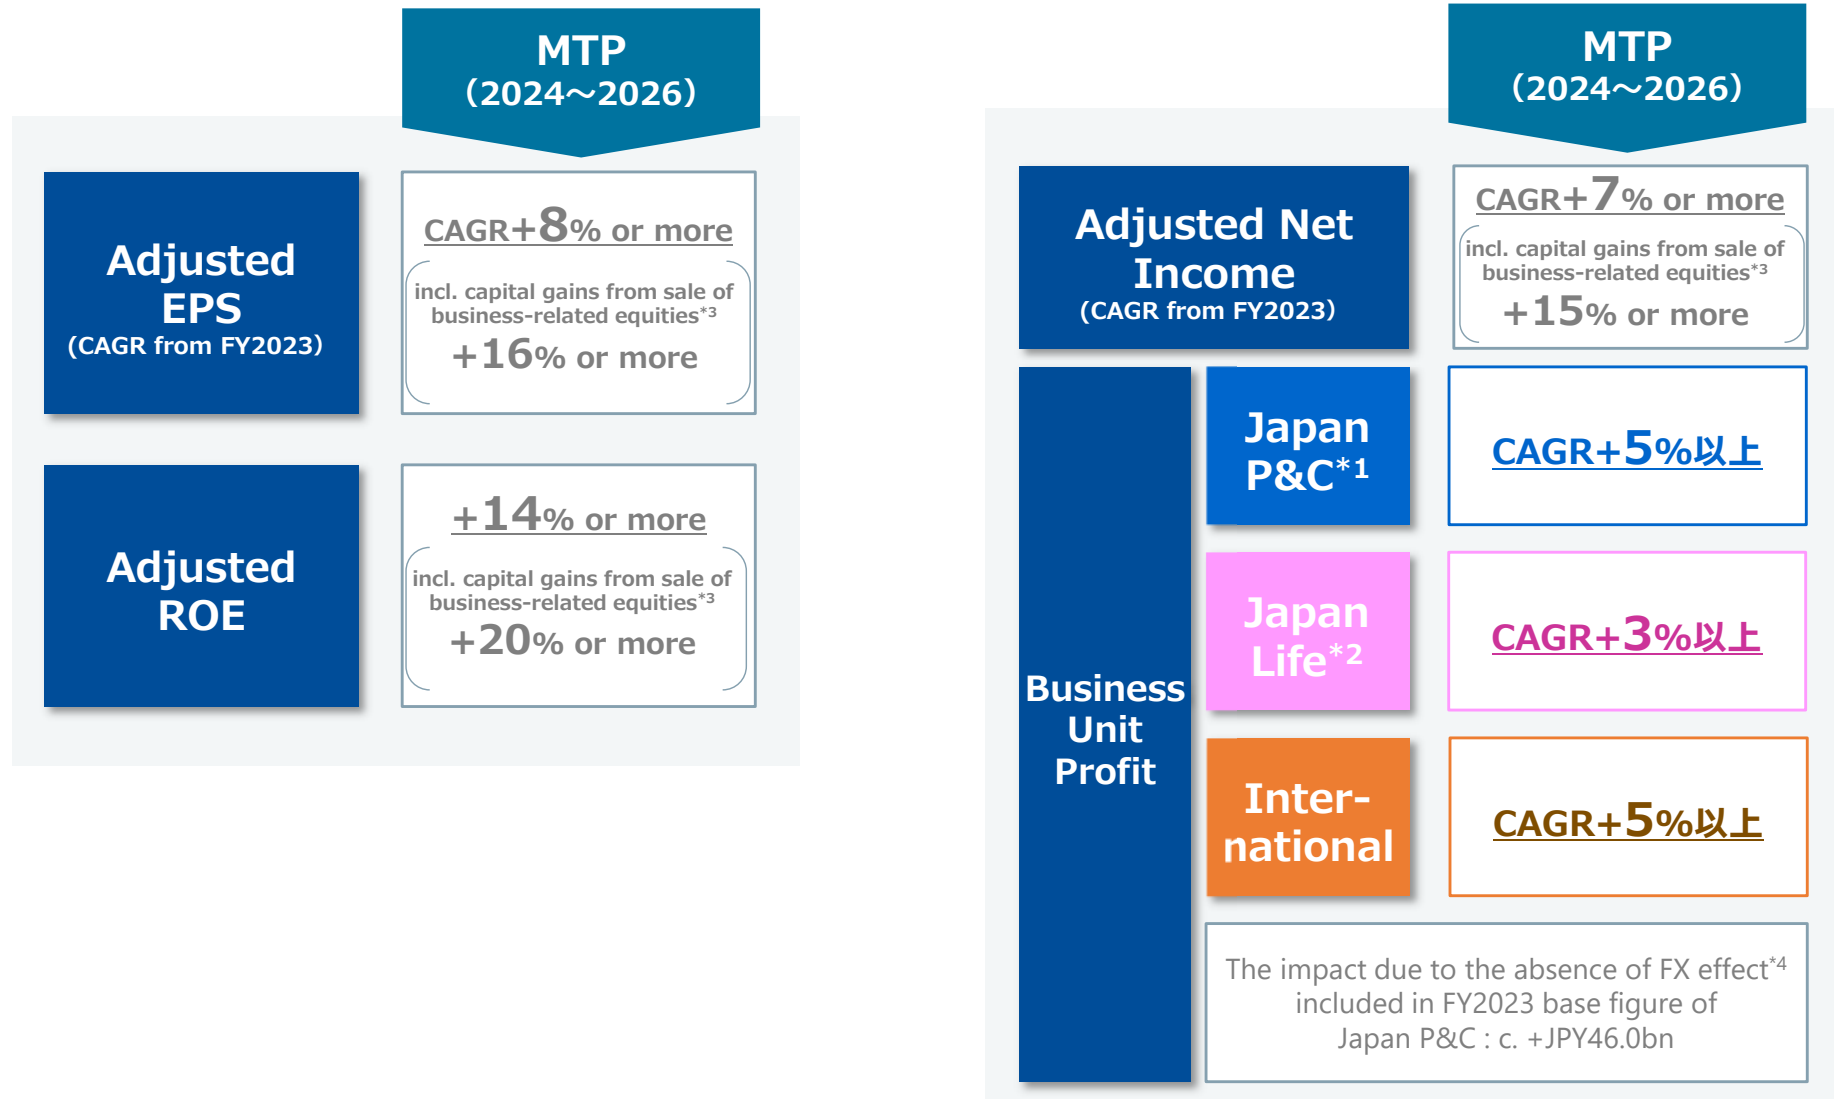 MTP
（2024～2026）
Adjusted
EPS
(CAGR from FY2023）
CAGR+8% or more
incl. capital gains from sale of
business-related equities*3
+16% or more
Adjusted
ROE
+14% or more
incl. capital gains from sale of
business-related equities*3
+20% or more
MTP
（2024～2026）
Adjusted Net
Income
(CAGR from FY2023）
CAGR+7% or more
incl. capital gains from sale of
business-related equities*3
+15% or more
Business
Unit
Profit
Japan
P&C*1
CAGR+5%以上
Japan
Life*2
CAGR+3%以上
Inter-
national
CAGR+5%以上
The impact due to the absence of FX effect*4
included in FY2023 base figure of
Japan P&C : c. +JPY46.0bn